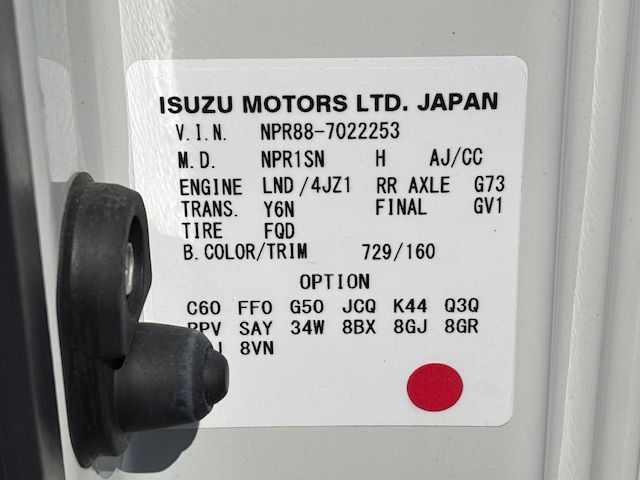 ISUZU MOTORS LTD. JAPAN
V.I.N. NPR88-7022253
M.D. NPR1SN H AJ/CC
ENGINE LND/4JZ1 RR AXLE G73
TRANS. Y6N FINAL GV1
TIRE FQD
B.COLOR/TRIM 729/160
OPTION
C60 FF0 G50 JCQ K44 Q3Q
SAY 34W 8BX 8GJ 8GR
8VN